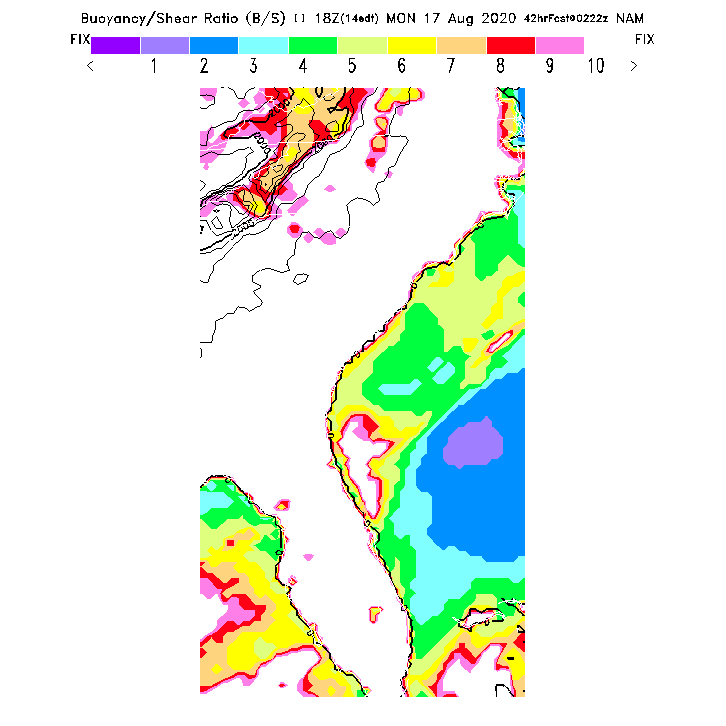 Buoyancy/Shear Ratio (B/S) [] 18Z(14edt) MON 17 Aug 2020 42hrFcst@0222z NAM
FIX FIX
< 1 2 3 4 5 6 7 8 9 10 >